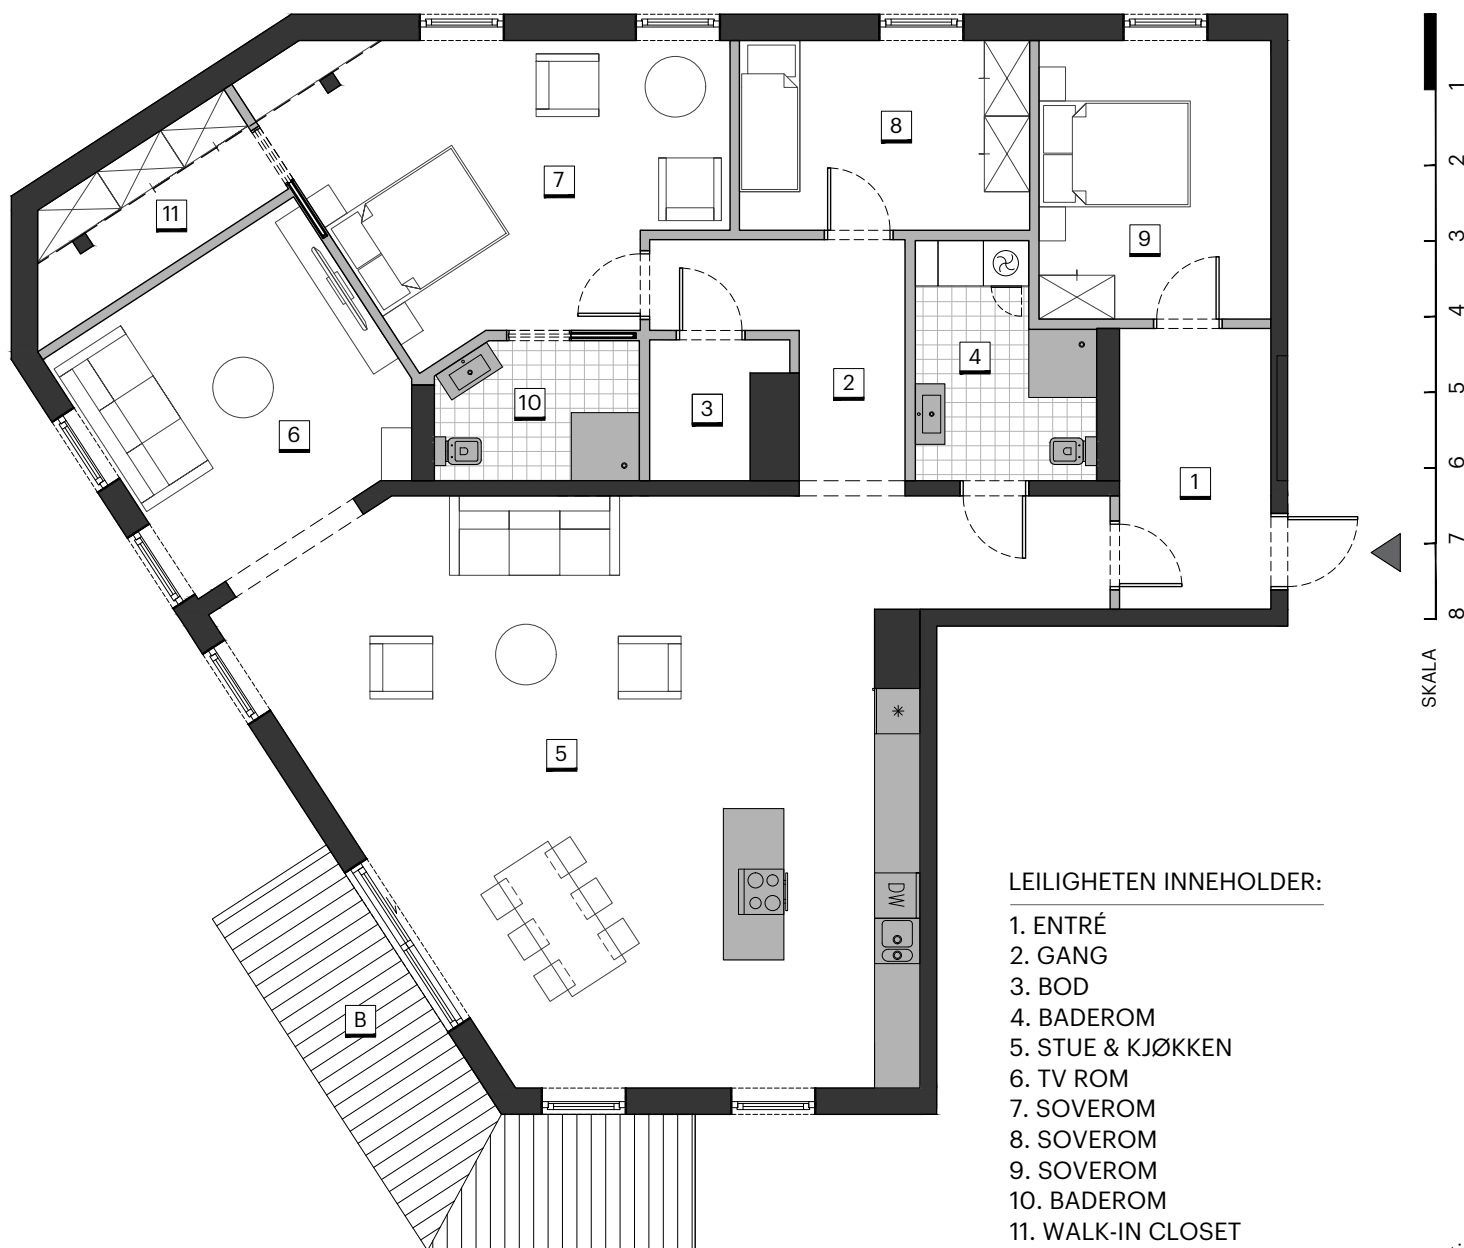 8
7
9
11
4
2
10
3
6
1
5
DW
B
1
2
3
4
5
6
7
8
SKALA
LEILIGHETEN INNEHOLDER:
1. ENTRÉ
2. GANG
3. BOD
4. BADEROM
5. STUE & KJØKKEN
6. TV ROM
7. SOVEROM
8. SOVEROM
9. SOVEROM
10. BADEROM
11. WALK-IN CLOSET